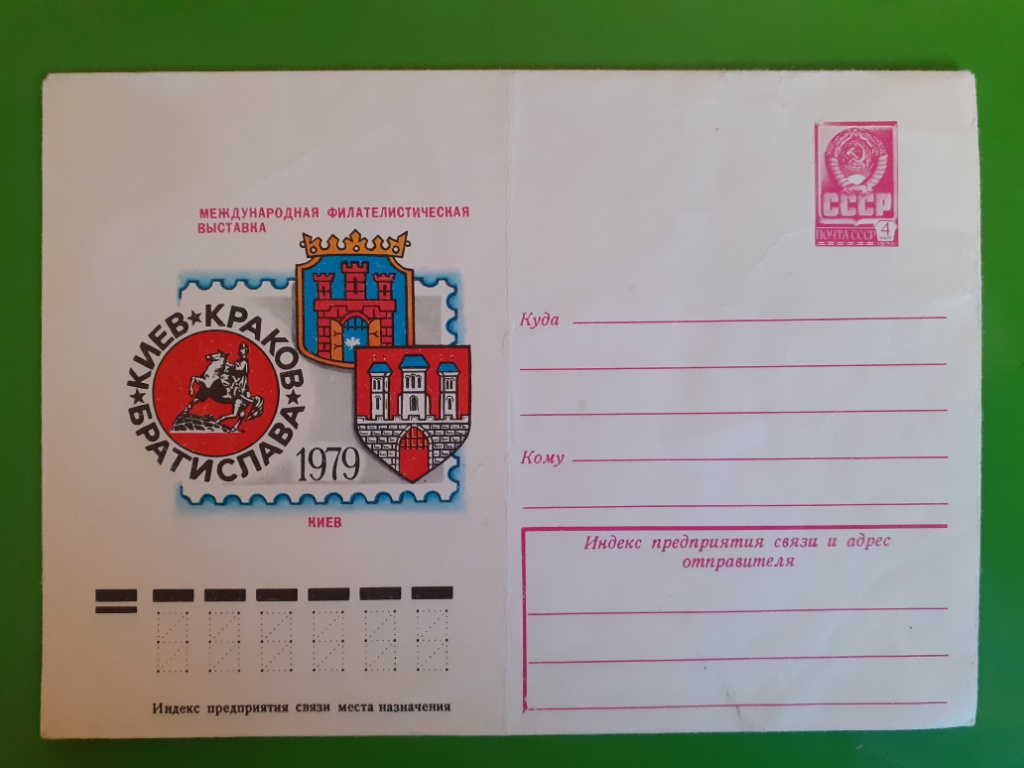 МЕЖДУНАРОДНАЯ ФИЛАТЕЛИСТИЧЕСКАЯ
ВЫСТАВКА
КИЕВ★КРАКОВ★БРАТИСЛАВА★
1979
КИЕВ
Индекс предприятия связи места назначения
СССР
ПОЧТА СССР 4
Куда
Кому
Индекс предприятия связи и адрес
отправителя